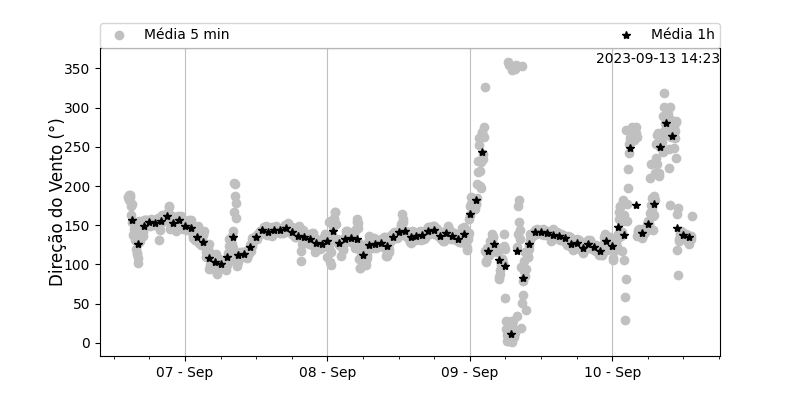 Média 5 min
Média 1h
2023-09-13 14:23
Direção do Vento (°)
350
300
250
200
150
100
50
0
07 - Sep
08 - Sep
09 - Sep
10 - Sep